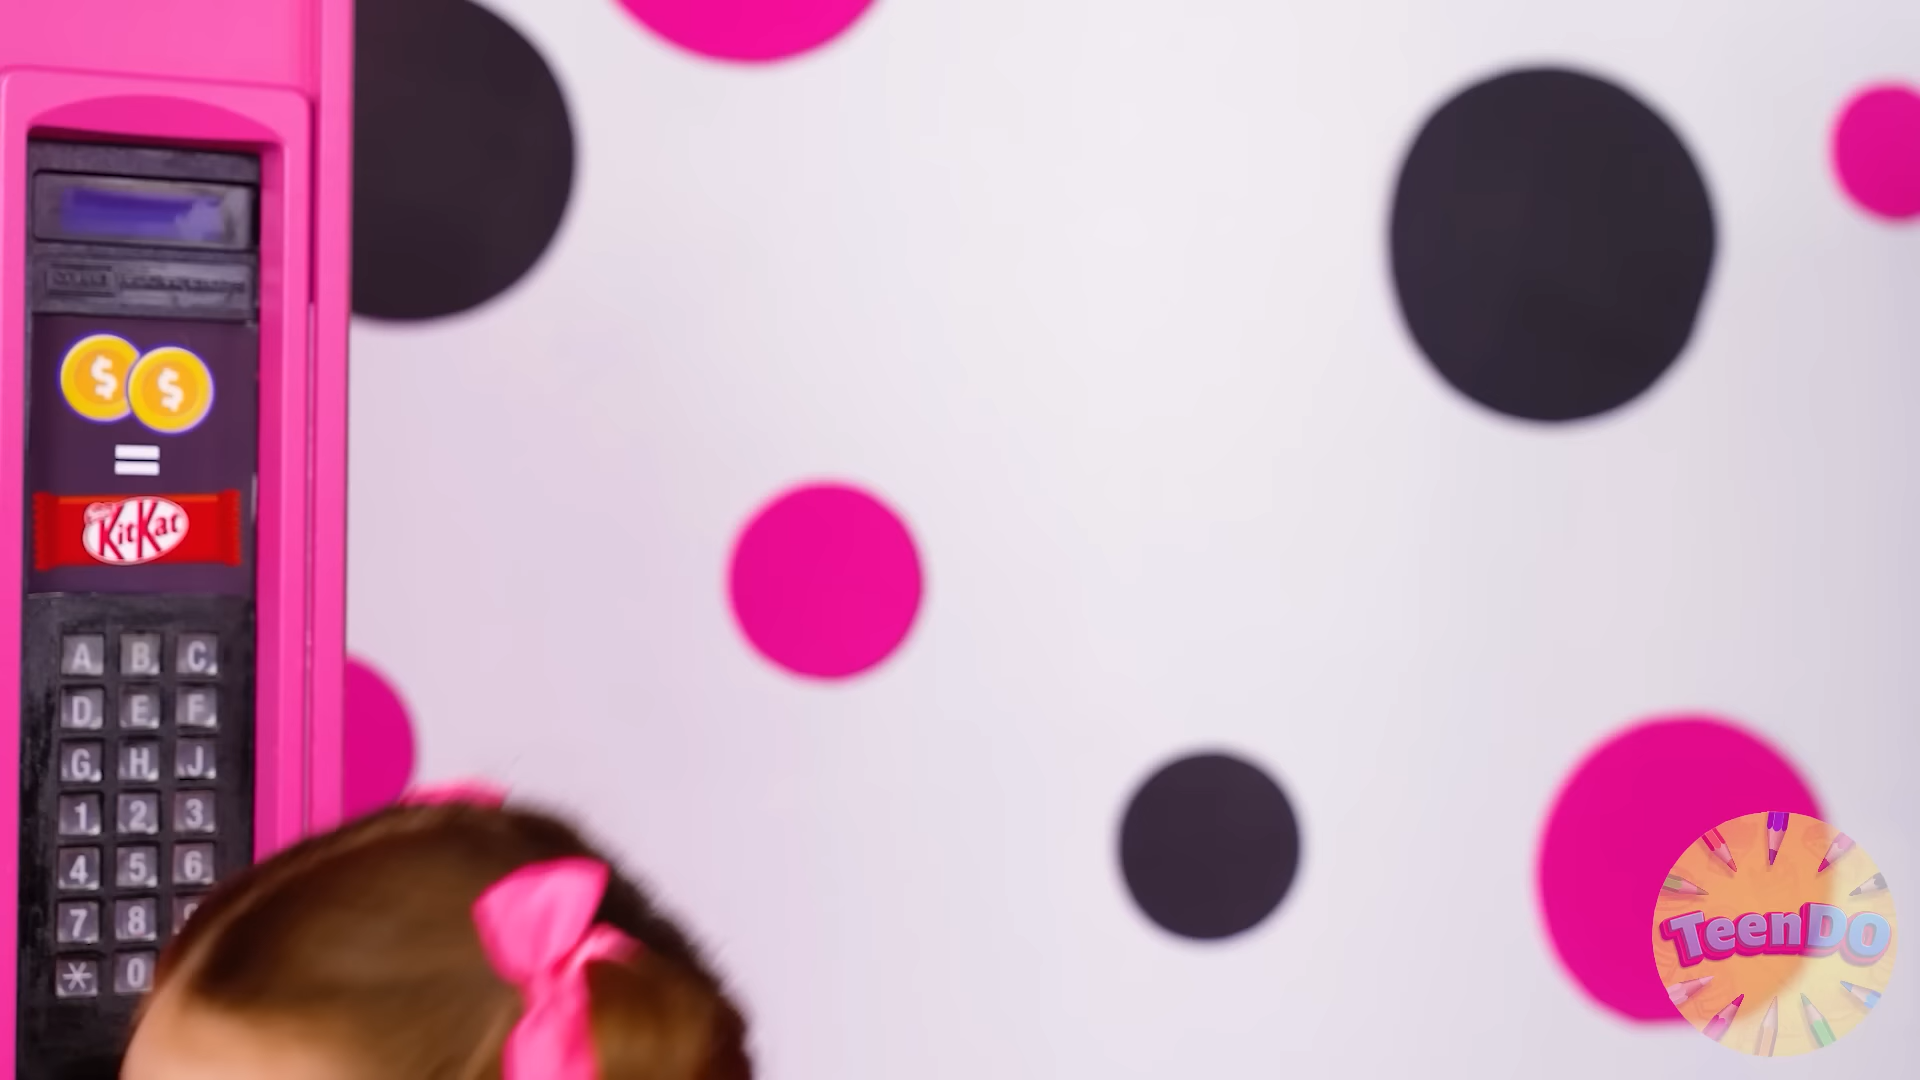 $ $
=
KitKat
A B C
D E F
G H J
1 2 3
4 5 6
7 8
* 0
TeenDo